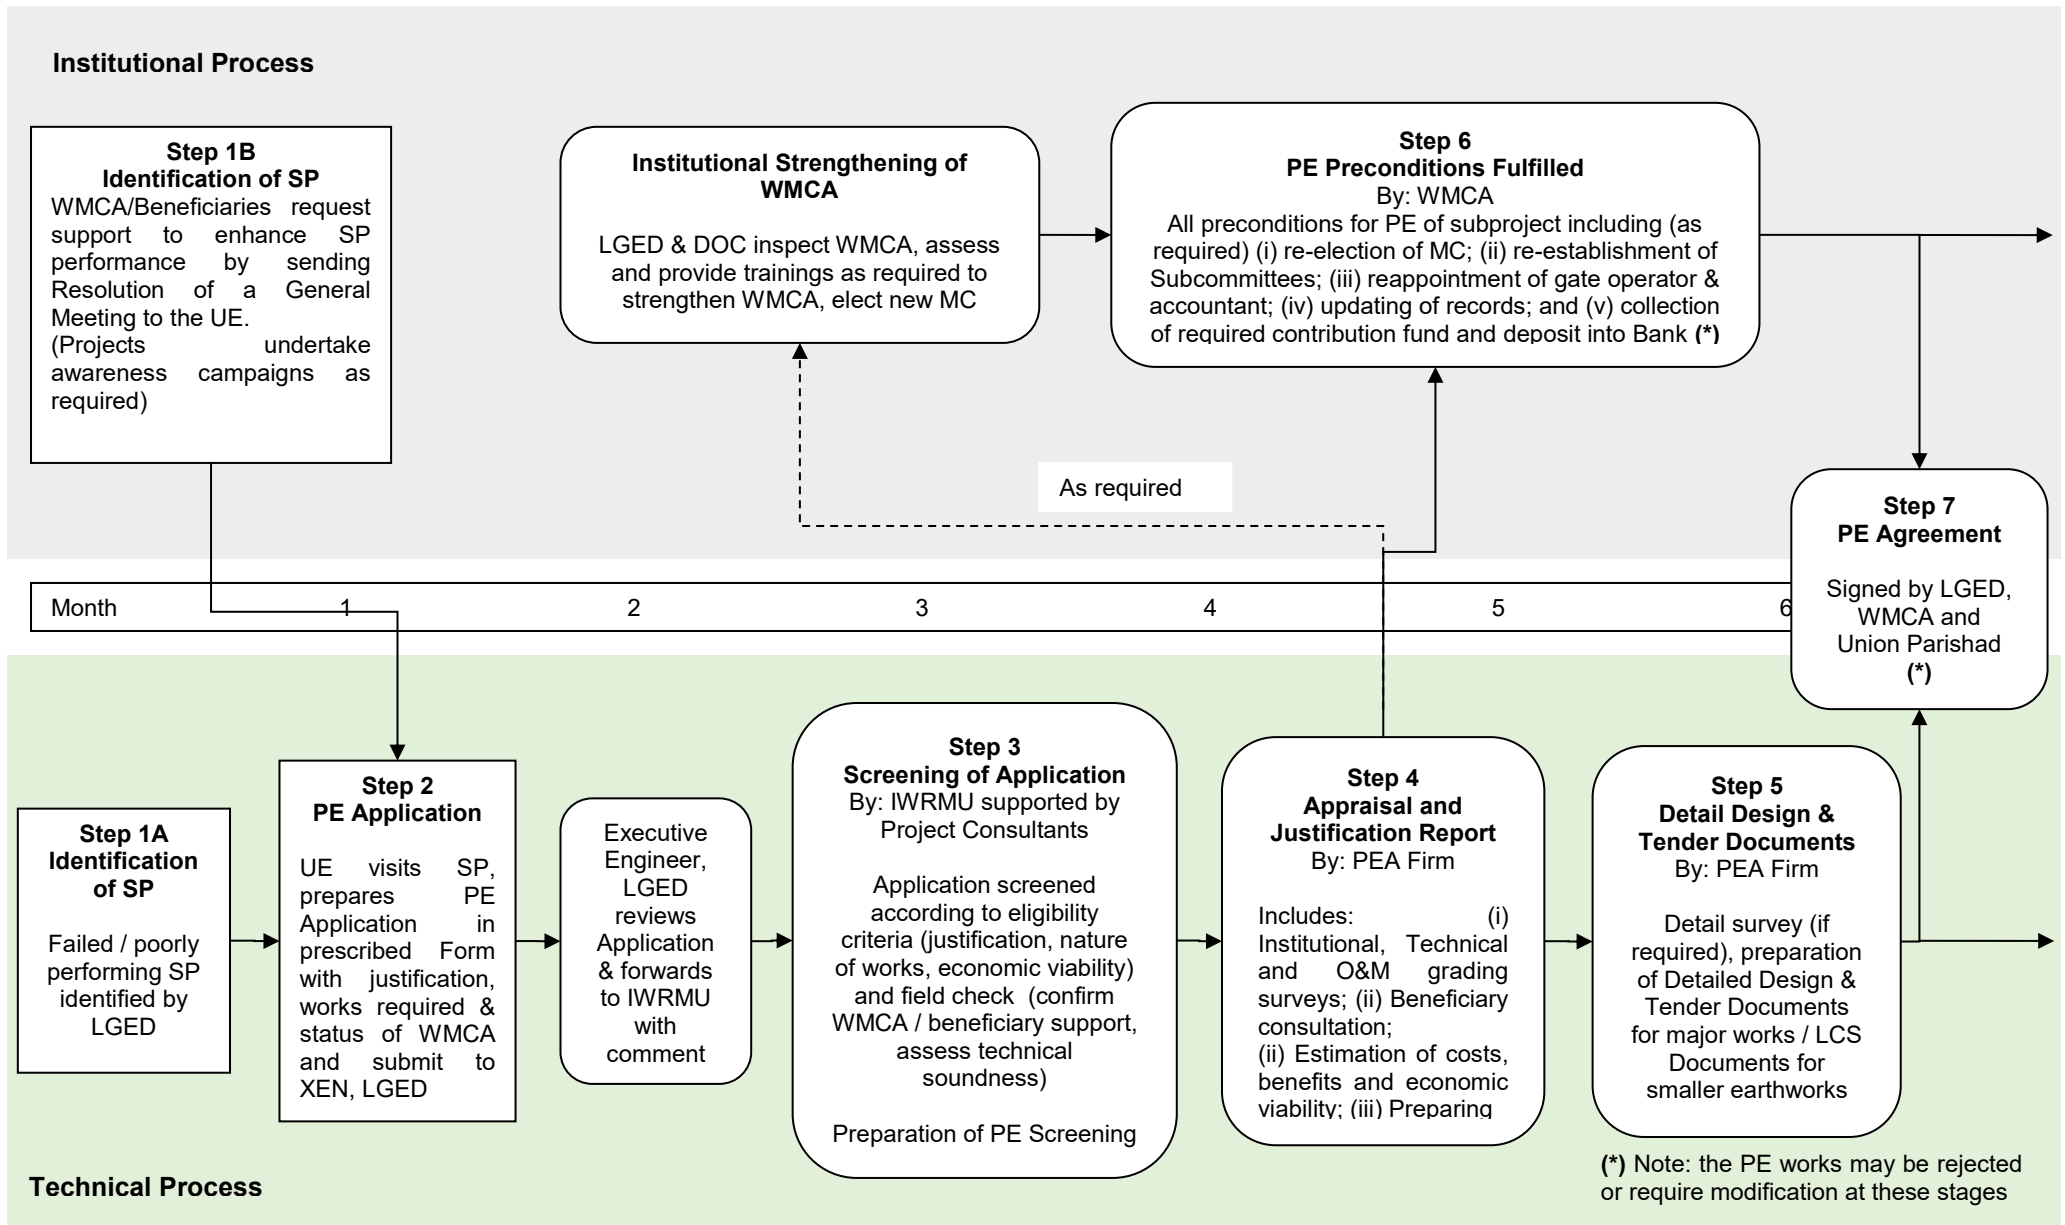 Institutional Process
Step 1B
Identification of SP
WMCA/Beneficiaries request
support to enhance SP
performance by sending
Resolution of a General
Meeting to the UE.
(Projects undertake
awareness campaigns as
required)
Institutional Strengthening of
WMCA
LGED & DOC inspect WMCA, assess
and provide trainings as required to
strengthen WMCA, elect new MC
Step 6
PE Preconditions Fulfilled
By: WMCA
All preconditions for PE of subproject including (as
required) (i) re-election of MC; (ii) re-establishment of
Subcommittees; (iii) reappointment of gate operator &
accountant; (iv) updating of records; and (v) collection
of required contribution fund and deposit into Bank (*)
As required
Step 7
PE Agreement
Signed by LGED,
WMCA and
Union Parishad
(*)
Month 1 2 3 4 5 6
Step 1A
Identification
of SP
Failed / poorly
performing SP
identified by
LGED
Step 2
PE Application
UE visits SP,
prepares PE
Application in
prescribed Form
with justification,
works required &
status of WMCA
and submit to
XEN, LGED
Executive
Engineer,
LGED
reviews
Application
& forwards
to IWRMU
with
comment
Step 3
Screening of Application
By: IWRMU supported by
Project Consultants
Application screened
according to eligibility
criteria (justification, nature
of works, economic viability)
and field check (confirm
WMCA / beneficiary support,
assess technical
soundness)
Preparation of PE Screening
Step 4
Appraisal and
Justification Report
By: PEA Firm
Includes: (i)
Institutional, Technical
and O&M grading
surveys; (ii) Beneficiary
consultation;
(ii) Estimation of costs,
benefits and economic
viability; (iii) Preparing
Step 5
Detail Design &
Tender Documents
By: PEA Firm
Detail survey (if
required), preparation
of Detailed Design &
Tender Documents
for major works / LCS
Documents for
smaller earthworks
(*) Note: the PE works may be rejected
or require modification at these stages
Technical Process